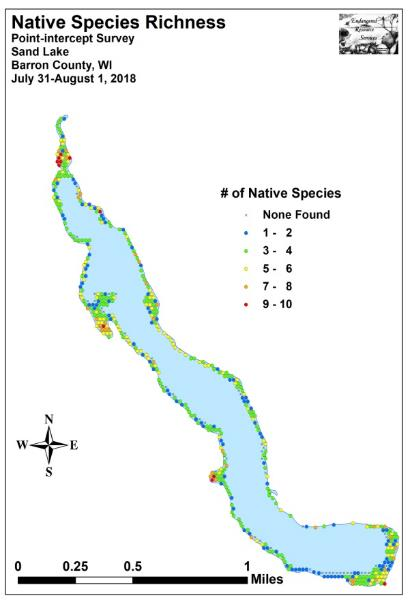 Native Species Richness
Point-intercept Survey
Sand Lake
Barron County, WI
July 31-August 1, 2018
Endangered
Resource
Services
# of Native Species
None Found
1 - 2
3 - 4
5 - 6
7 - 8
9 - 10
N
W E
S
0 0.25 0.5 1
Miles